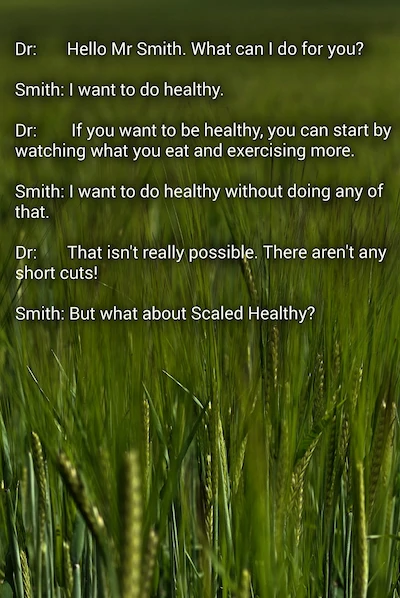 Dr: Hello Mr Smith. What can I do for you?
Smith: I want to do healthy.
Dr: If you want to be healthy, you can start by
watching what you eat and exercising more.
Smith: I want to do healthy without doing any of
that.
Dr: That isn't really possible. There aren't any
short cuts!
Smith: But what about Scaled Healthy?